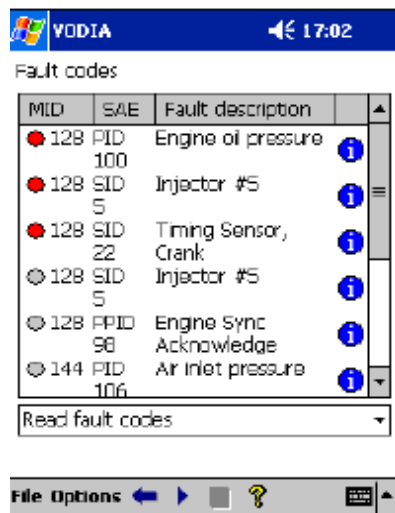 VODIA 17:02
Fault codes
MID SAE Fault description
128 PID Engine oil pressure
100
128 SID Injector #5
5
128 SID Timing Sensor,
22 Crank
128 SID Injector #5
5
128 PPID Engine Sync
98 Acknowledge
144 PID Air inlet pressure
106
Read fault codes
File Options